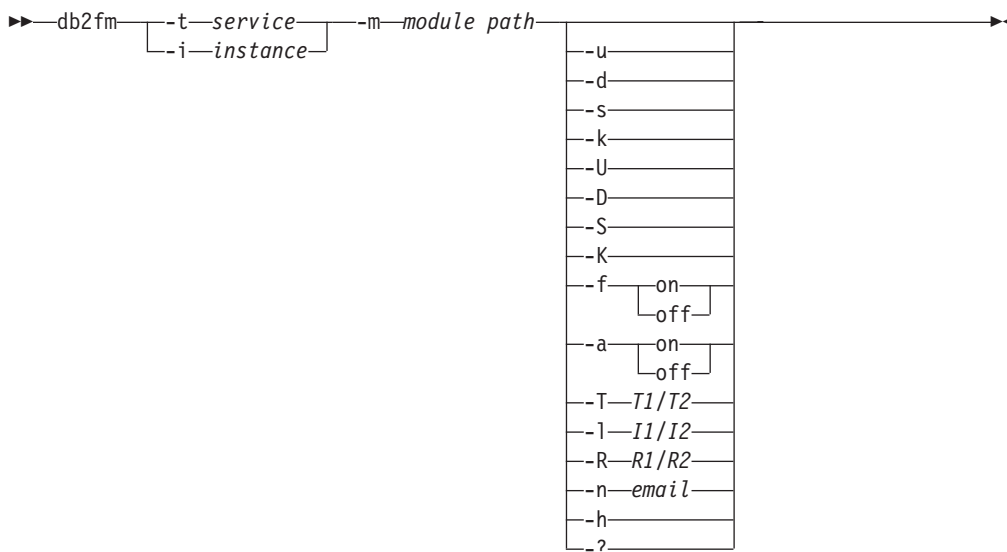 db2fm -t service -m module path
-i instance
-u
-d
-s
-k
-U
-D
-S
-K
-f on
off
-a on
off
-T T1/T2
-l I1/I2
-R R1/R2
-n email
-h
-?